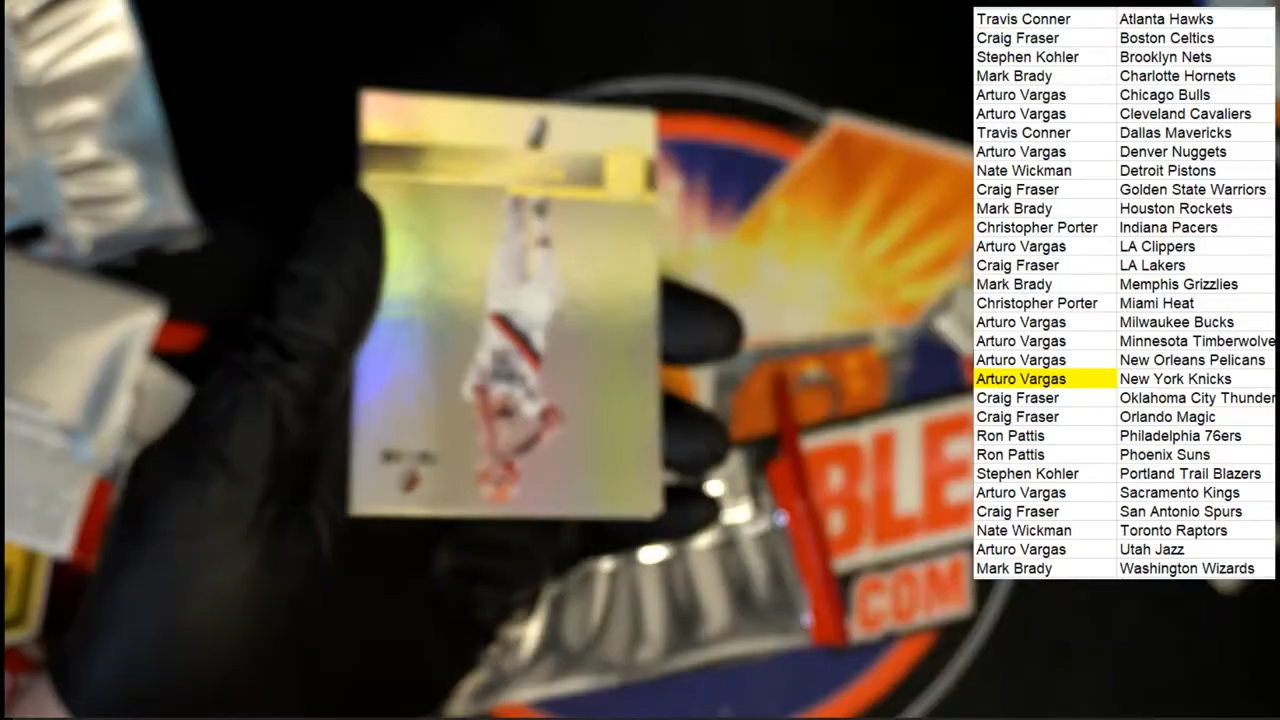 Travis Conner Atlanta Hawks
Craig Fraser Boston Celtics
Stephen Kohler Brooklyn Nets
Mark Brady Charlotte Hornets
Arturo Vargas Chicago Bulls
Arturo Vargas Cleveland Cavaliers
Travis Conner Dallas Mavericks
Arturo Vargas Denver Nuggets
Nate Wickman Detroit Pistons
Craig Fraser Golden State Warriors
Mark Brady Houston Rockets
Christopher Porter Indiana Pacers
Arturo Vargas LA Clippers
Craig Fraser LA Lakers
Mark Brady Memphis Grizzlies
Christopher Porter Miami Heat
Arturo Vargas Milwaukee Bucks
Arturo Vargas Minnesota Timberwolve
Arturo Vargas New Orleans Pelicans
Arturo Vargas New York Knicks
Craig Fraser Oklahoma City Thunder
Craig Fraser Orlando Magic
Ron Pattis Philadelphia 76ers
Ron Pattis Phoenix Suns
Stephen Kohler Portland Trail Blazers
Arturo Vargas Sacramento Kings
Craig Fraser San Antonio Spurs
Nate Wickman Toronto Raptors
Arturo Vargas Utah Jazz
Mark Brady Washington Wizards
BLE
.COM